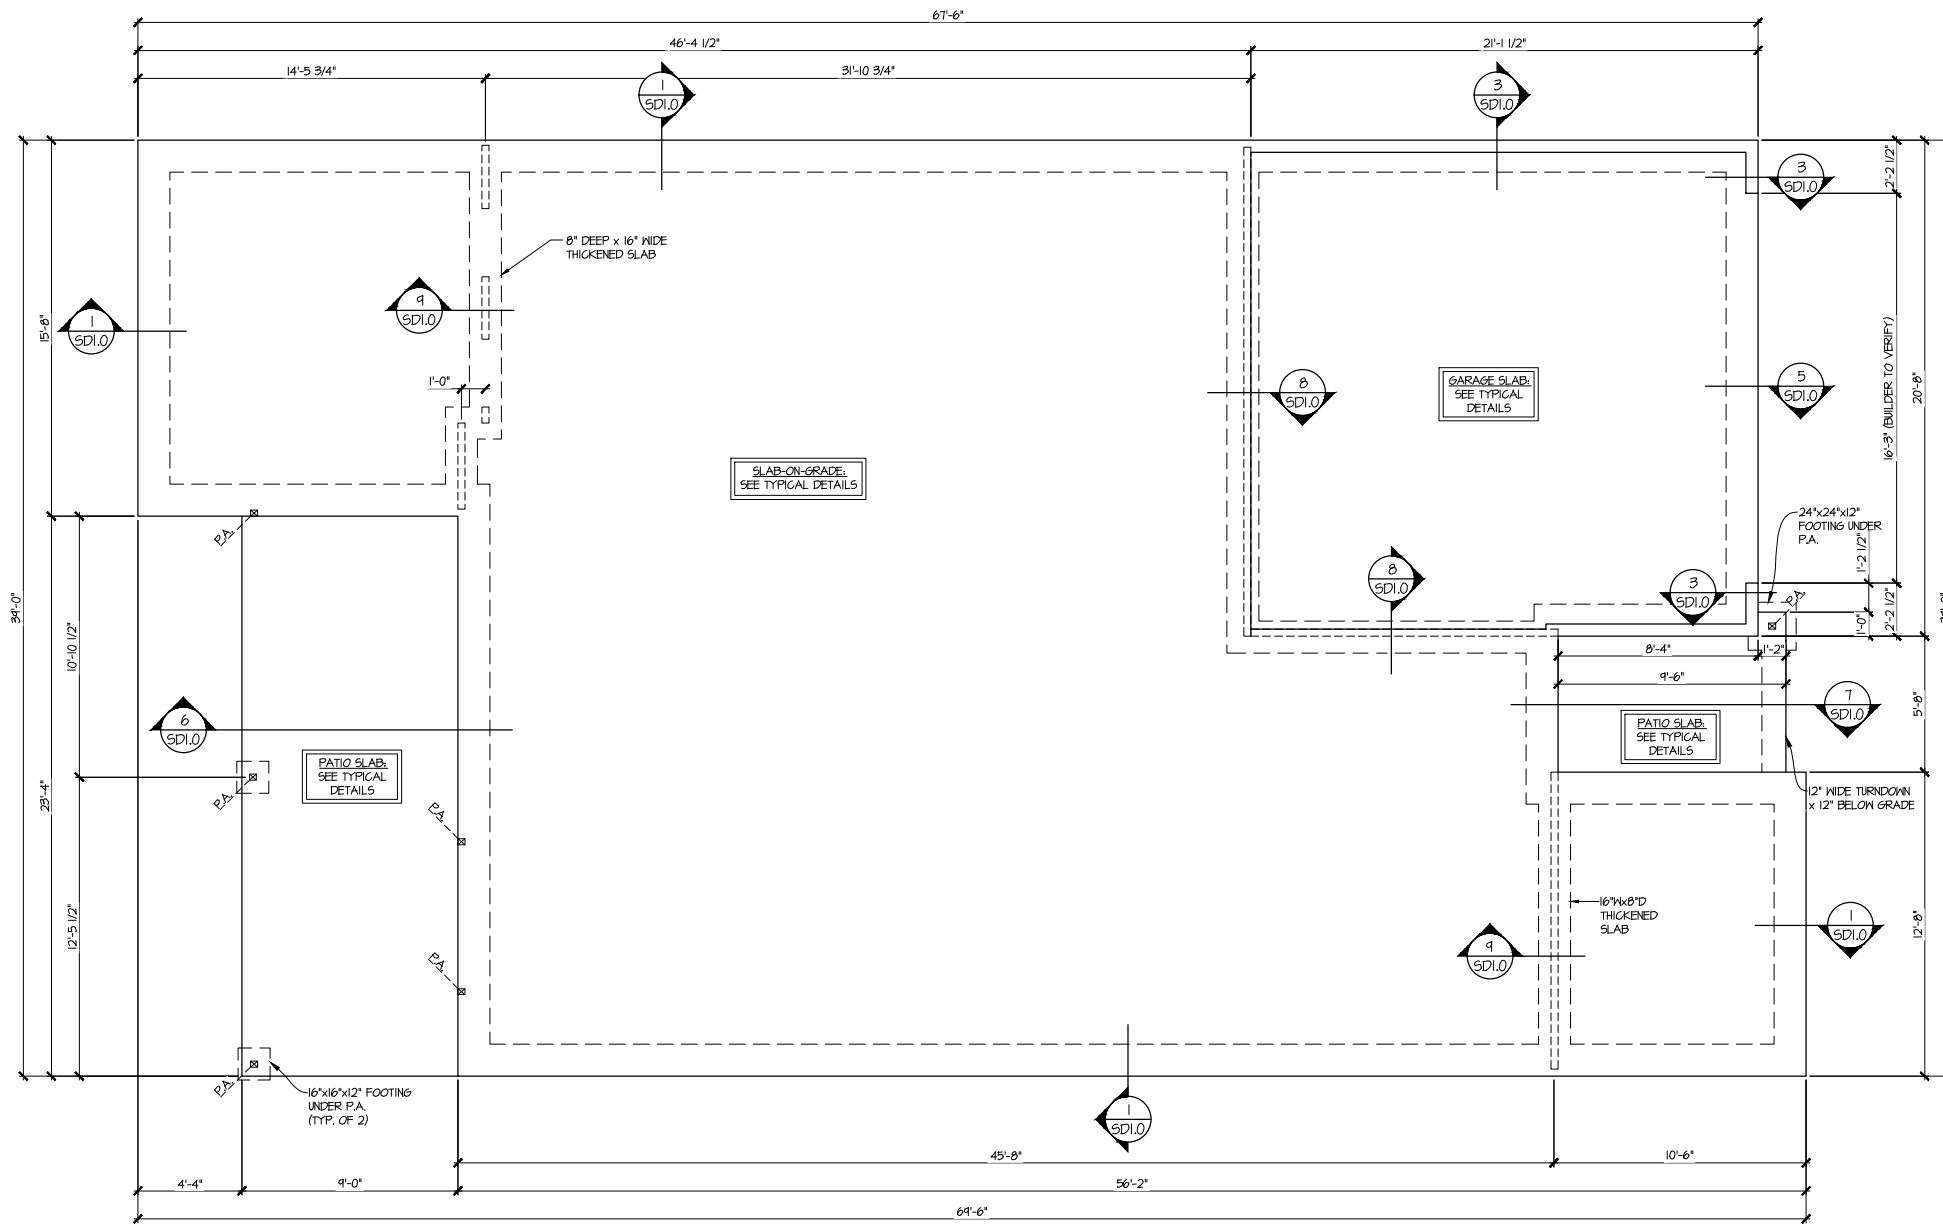 67'-6"
46'-4 1/2"
21'-1 1/2"
14'-5 3/4"
31'-10 3/4"
1
SD1.0
3
SD1.0
2'-2 1/2"
3
SD1.0
8" DEEP x 16" WIDE
THICKENED SLAB
9
SD1.0
1
SD1.0
15'-8"
1'-0"
8
SD1.0
GARAGE SLAB:
SEE TYPICAL
DETAILS
5
SD1.0
16'-3" (BUILDER TO VERIFY)
20'-8"
SLAB-ON-GRADE:
SEE TYPICAL DETAILS
24"x24"x12"
FOOTING UNDER
P.A.
1'-2 1/2"
P.A.
39'-0"
8
SD1.0
3
SD1.0
P.A.
1'-0"
2'-2 1/2"
10'-10 1/2"
8'-4"
1'-2"
9'-6"
7
SD1.0
5'-8"
6
SD1.0
PATIO SLAB:
SEE TYPICAL
DETAILS
PATIO SLAB:
SEE TYPICAL
DETAILS
23'-4"
P.A.
P.A.
12" WIDE TURNDOWN
x 12" BELOW GRADE
12'-5 1/2"
16"Wx8"D
THICKENED
SLAB
1
SD1.0
12'-8"
9
SD1.0
P.A.
P.A.
16"x16"x12" FOOTING
UNDER P.A.
(TYP. OF 2)
1
SD1.0
45'-8"
10'-6"
4'-4"
9'-0"
56'-2"
69'-6"